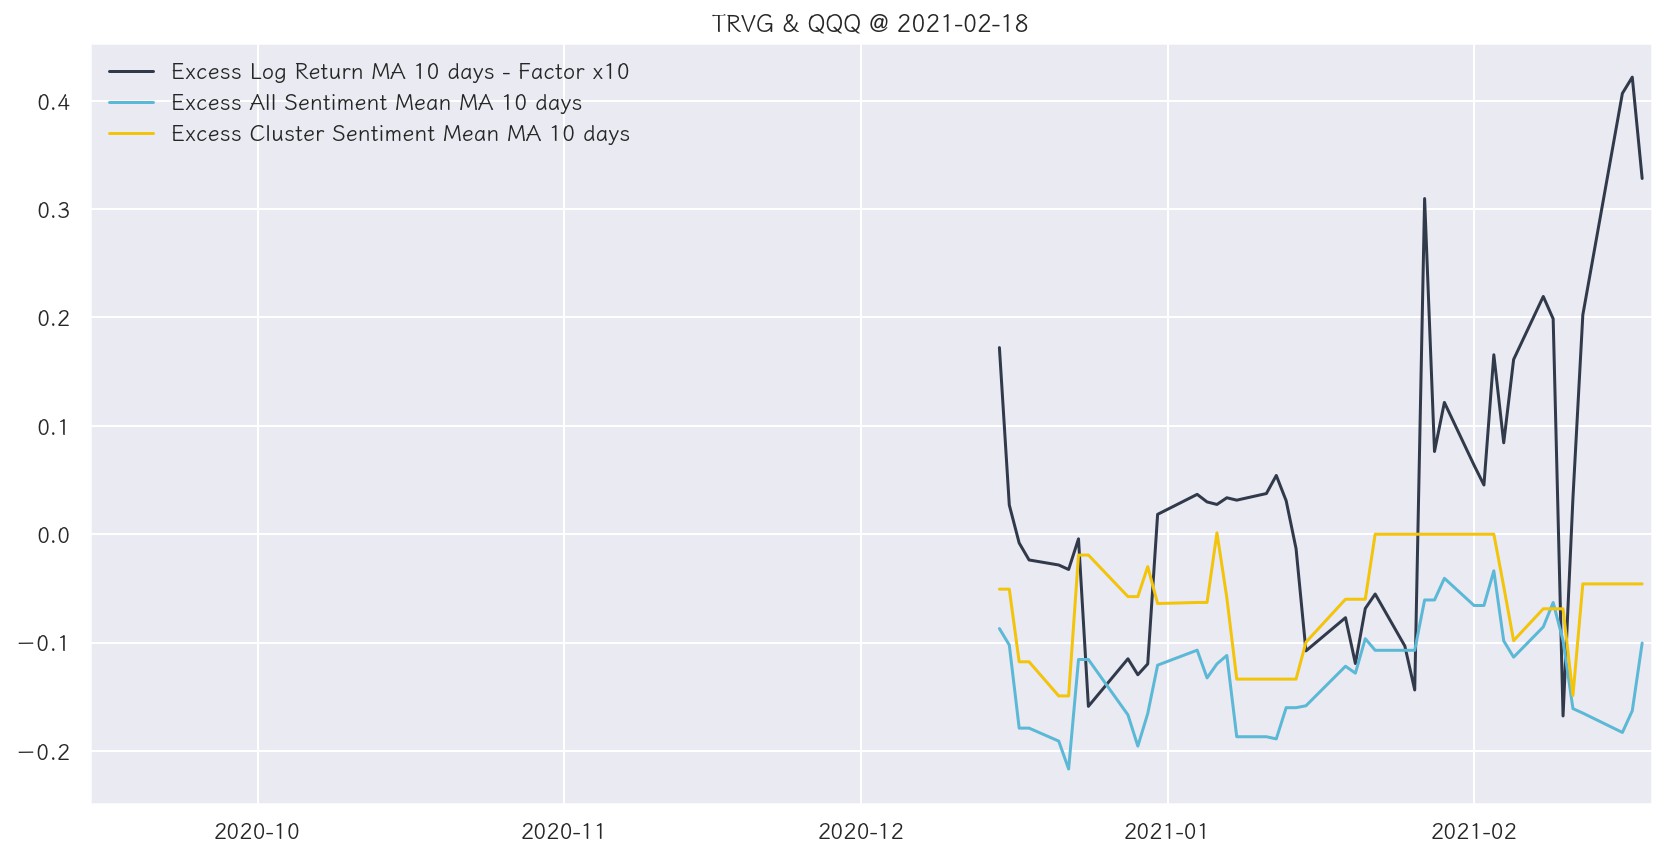 TRVG & QQQ @ 2021-02-18
Excess Log Return MA 10 days - Factor x10
Excess All Sentiment Mean MA 10 days
Excess Cluster Sentiment Mean MA 10 days
0.4
0.3
0.2
0.1
0.0
−0.1
−0.2
2020-10 2020-11 2020-12 2021-01 2021-02